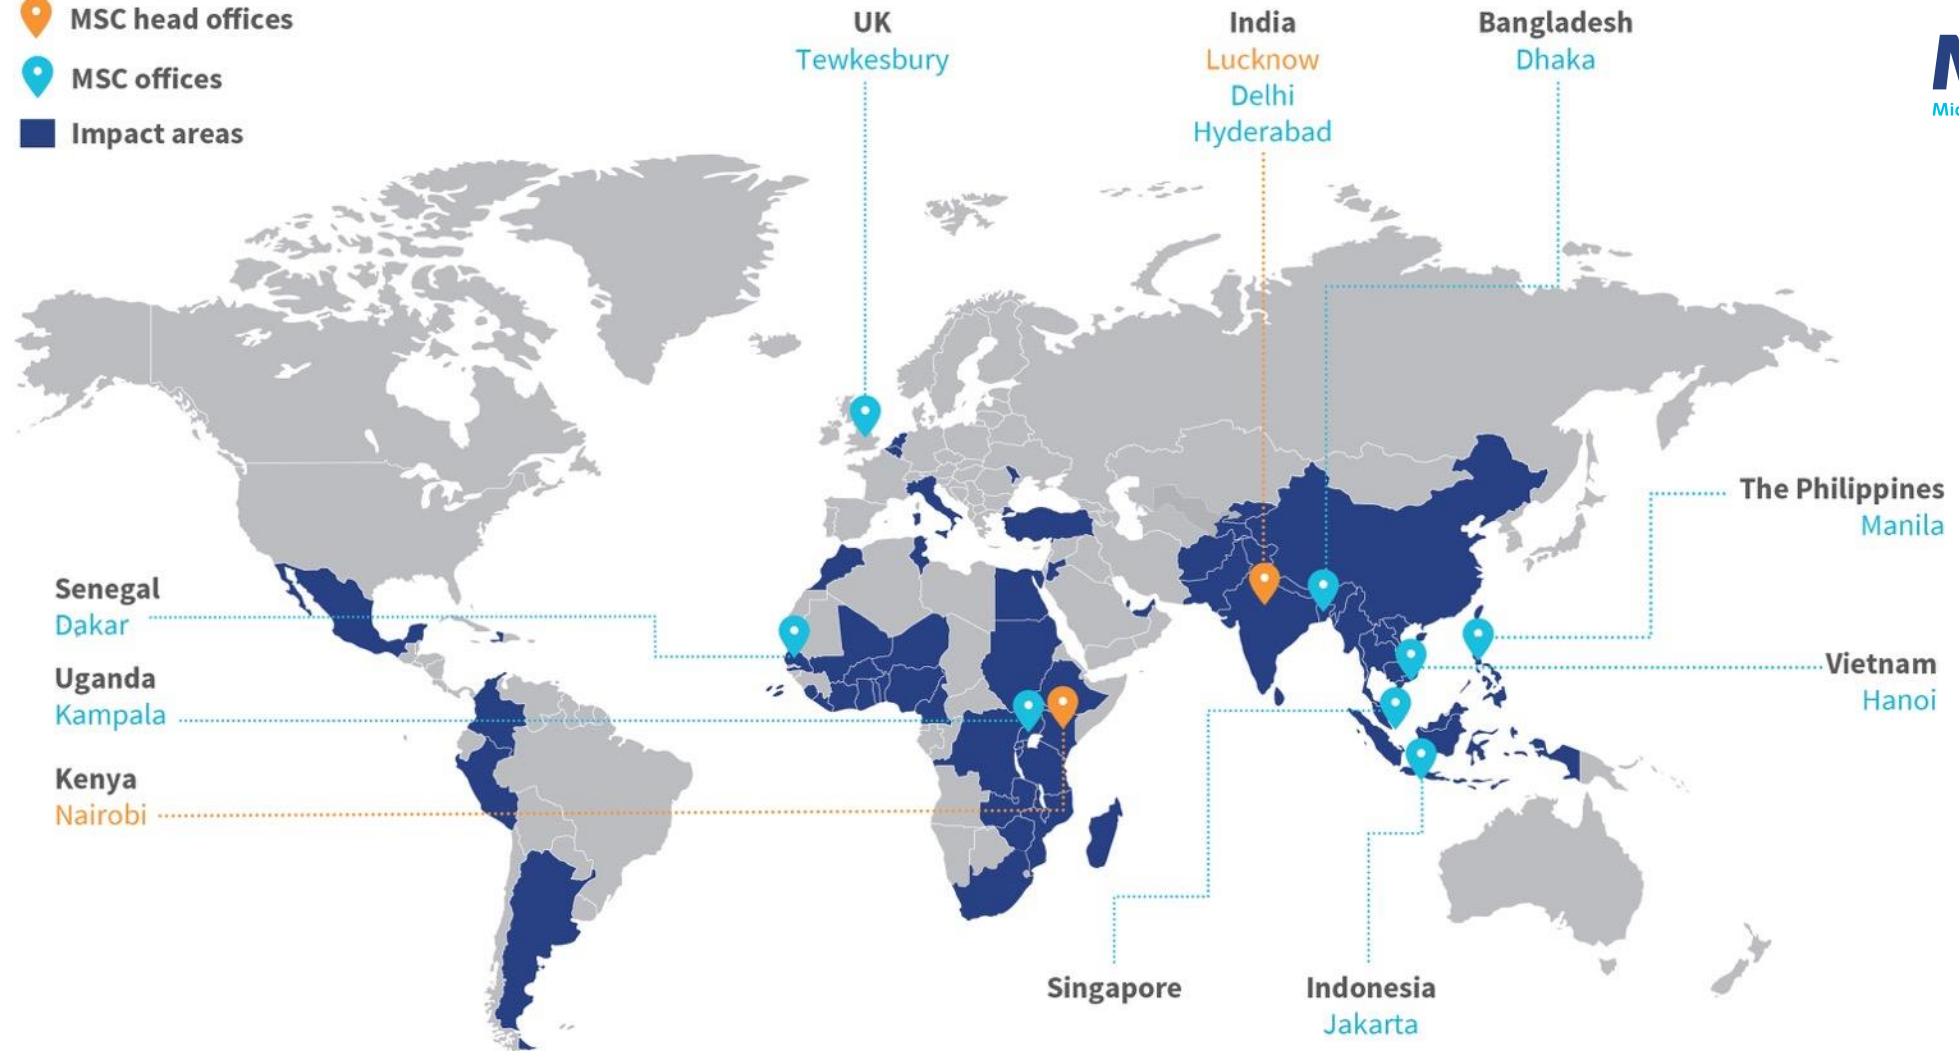 MSC head offices
MSC offices
Impact areas
UK
Tewkesbury
India
Lucknow
Delhi
Hyderabad
Bangladesh
Dhaka
The Philippines
Manila
Vietnam
Hanoi
Senegal
Dakar
Uganda
Kampala
Kenya
Nairobi
Singapore
Indonesia
Jakarta